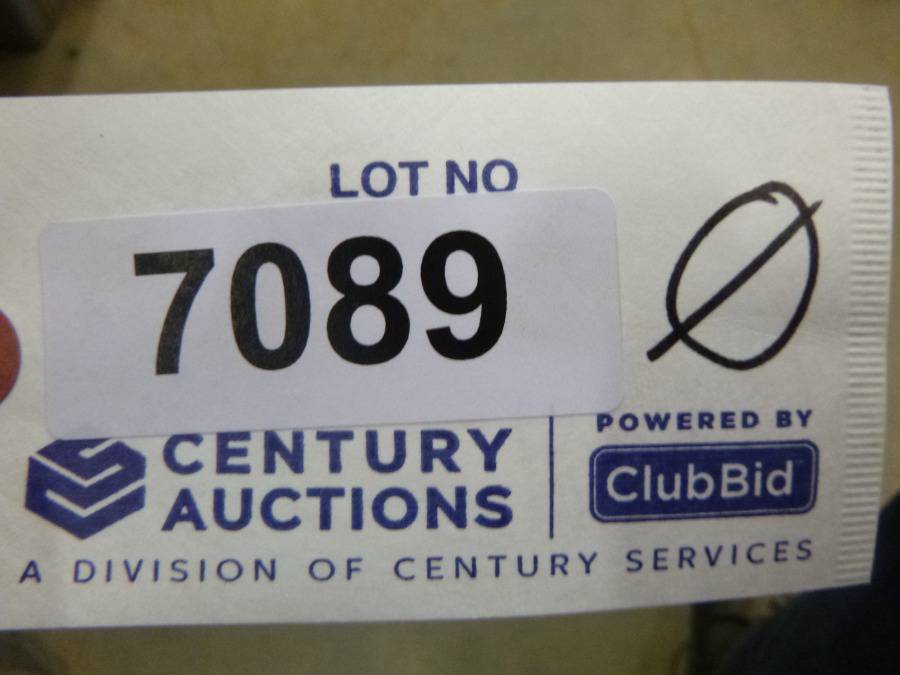 LOT NO
7089
Ø
CENTURY
AUCTIONS
POWERED BY
ClubBid
A DIVISION OF CENTURY SERVICES